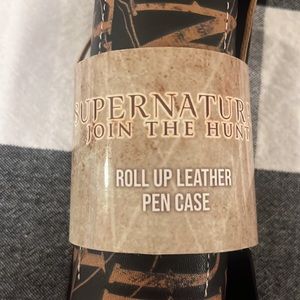 SUPERNATUR
JOIN THE HUNT
ROLL UP LEATHER
PEN CASE